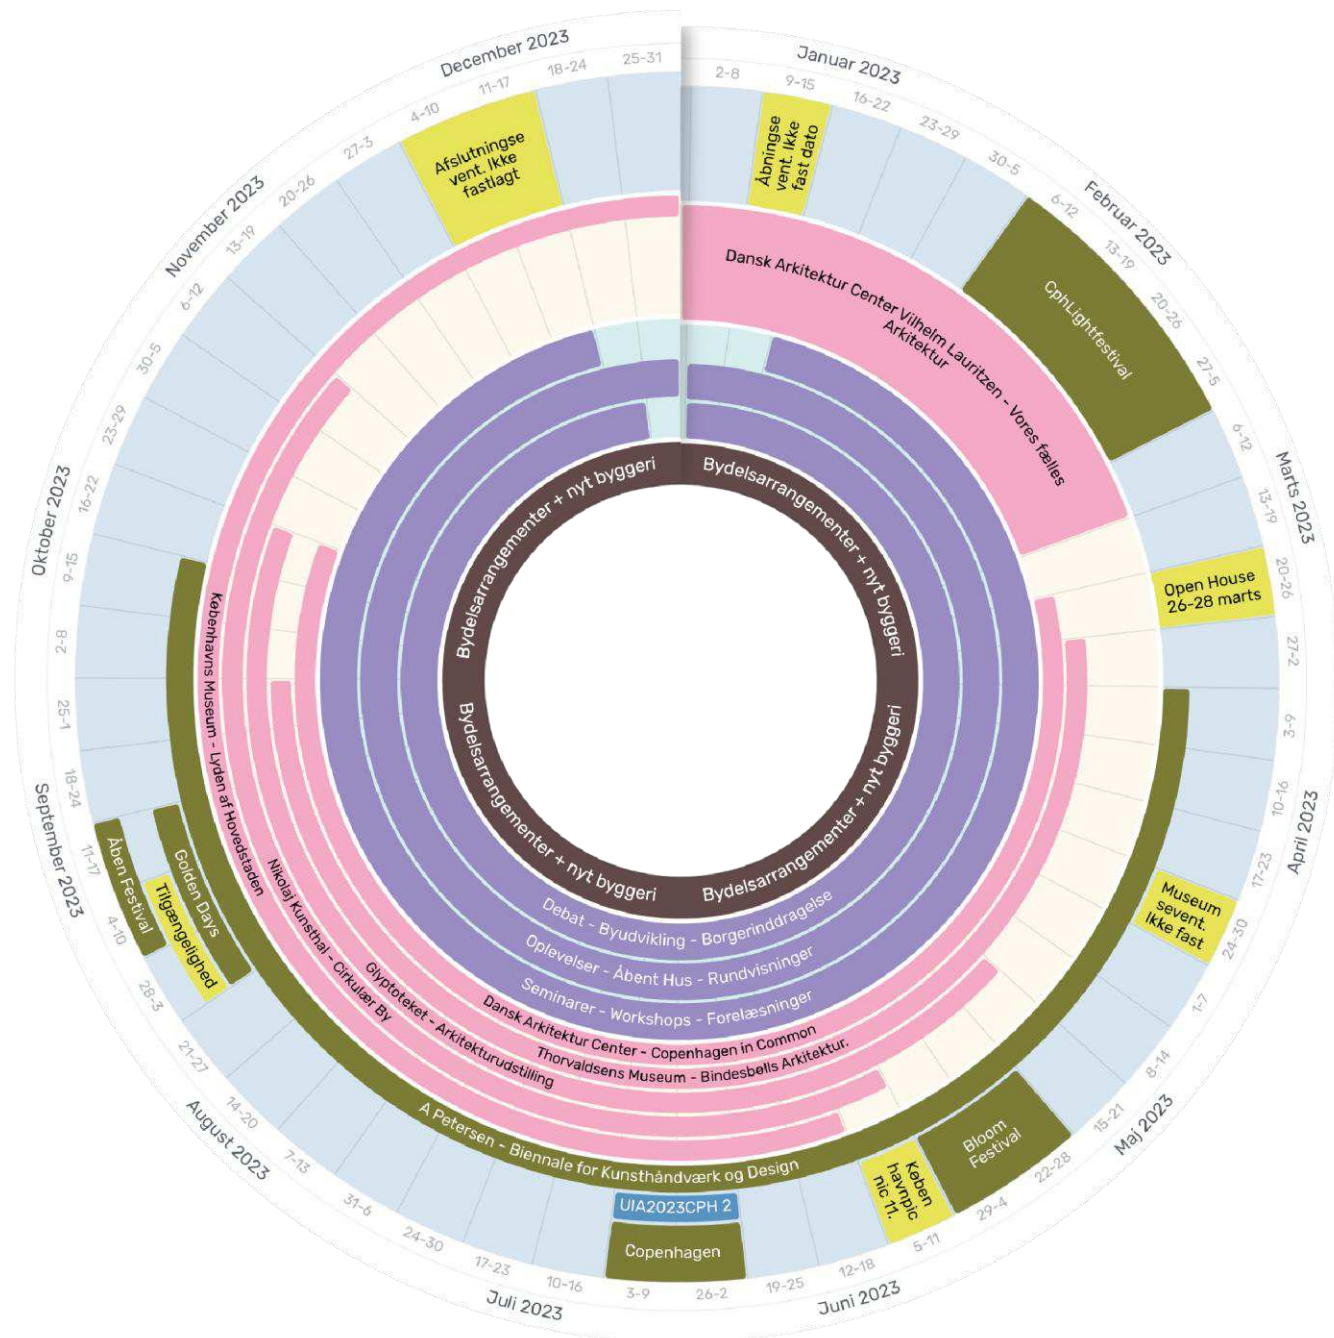 Januar 2023
2-8
9-15
16-22
23-29
30-5
Februar 2023
6-12
13-19
20-26
27-5
Marts 2023
6-12
13-19
20-26
27-2
April 2023
3-9
10-16
17-23
24-30
Maj 2023
1-7
8-14
15-21
22-28
29-4
Juni 2023
5-11
12-18
19-25
26-2
Juli 2023
3-9
10-16
17-23
24-30
31-6
August 2023
7-13
14-20
21-27
28-3
September 2023
4-10
11-17
18-24
25-1
Oktober 2023
2-8
9-15
16-22
23-29
30-5
November 2023
6-12
13-19
20-26
27-3
December 2023
4-10
11-17
18-24
25-31
Åbningse
vent. Ikke
fast dato
CphLightfestival
Open House
26-28 marts
Museum
sevent.
Ikke fast
Bloom
Festival
Køben
havnpic
nic 11.
UIA2023CPH 2
Copenhagen
Tilgængelighed
Åben Festival
Golden Days
Afslutningse
vent. Ikke
fastlagt
A Petersen - Biennale for Kunsthåndværk og Design
Dansk Arkitektur Center Vilhelm Lauritzen - Vores fælles
Arkitektur
Københavns Museum - Lyden af Hovedstaden
Nikolaj Kunsthal - Cirkulær By
Glyptoteket - Arkitekturudstilling
Thorvaldsens Museum - Bindesbølls Arkitektur.
Dansk Arkitektur Center - Copenhagen in Common
Seminarer - Workshops - Forelæsninger
Oplevelser - Åbent Hus - Rundvisninger
Debat - Byudvikling - Borgerinddragelse
Bydelsarrangementer + nyt byggeri
Bydelsarrangementer + nyt byggeri
Bydelsarrangementer + nyt byggeri
Bydelsarrangementer + nyt byggeri